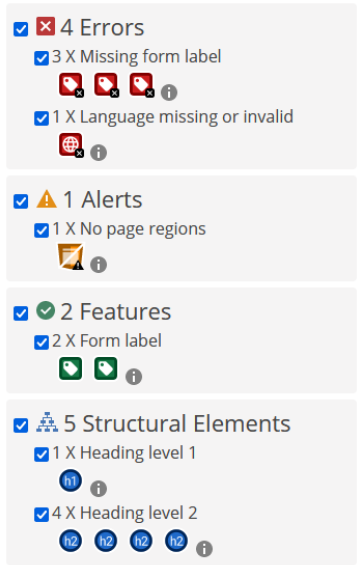 4 Errors
3 X Missing form label
1 X Language missing or invalid
1 Alerts
1 X No page regions
2 Features
2 X Form label
5 Structural Elements
1 X Heading level 1
h1
4 X Heading level 2
h2 h2 h2 h2